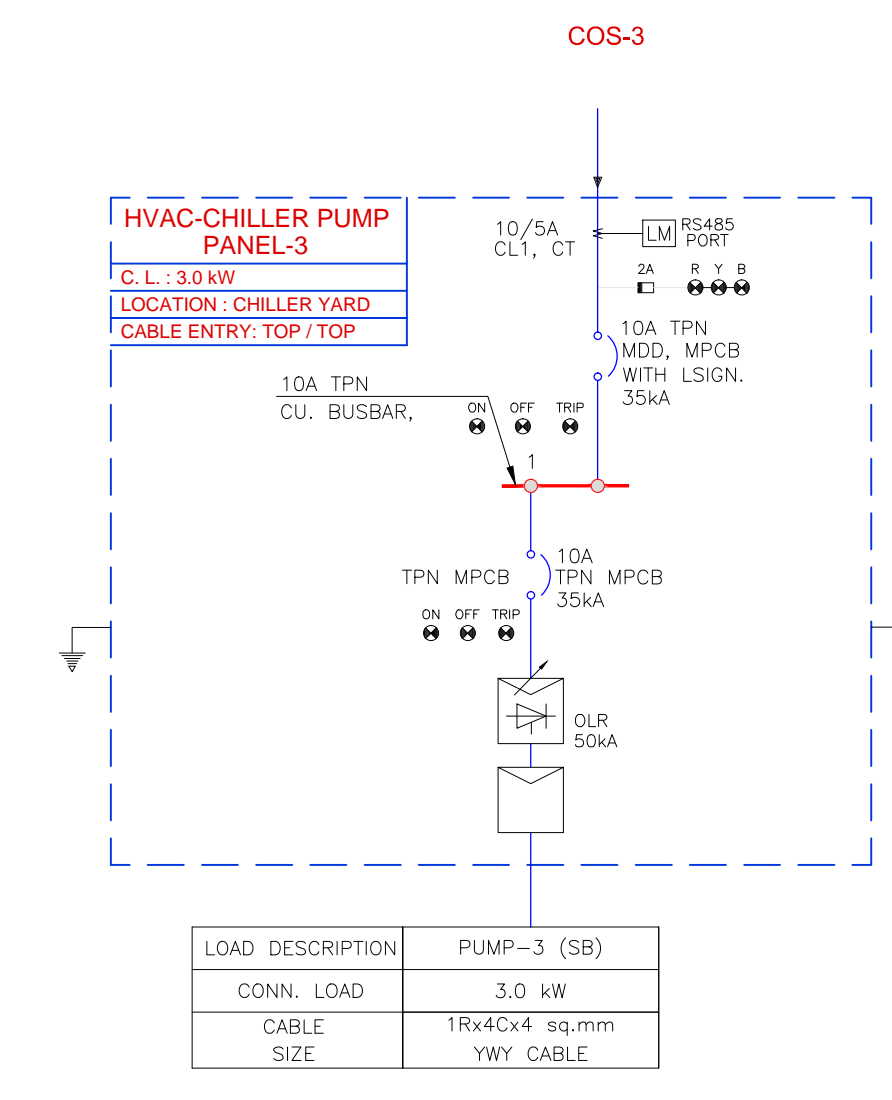 COS-3
HVAC-CHILLER PUMP
PANEL-3
C. L. : 3.0 kW
LOCATION : CHILLER YARD
CABLE ENTRY: TOP / TOP
10/5A
CL1, CT
LM
RS485
PORT
2A
R Y B
10A TPN
MDD, MPCB
WITH LSIGN.
35kA
10A TPN
CU. BUSBAR,
ON OFF TRIP
1
TPN MPCB
10A
TPN MPCB
35kA
ON OFF TRIP
OLR
50kA
LOAD DESCRIPTION PUMP-3 (SB)
CONN. LOAD 3.0 kW
CABLE 1Rx4Cx4 sq.mm
SIZE YWY CABLE